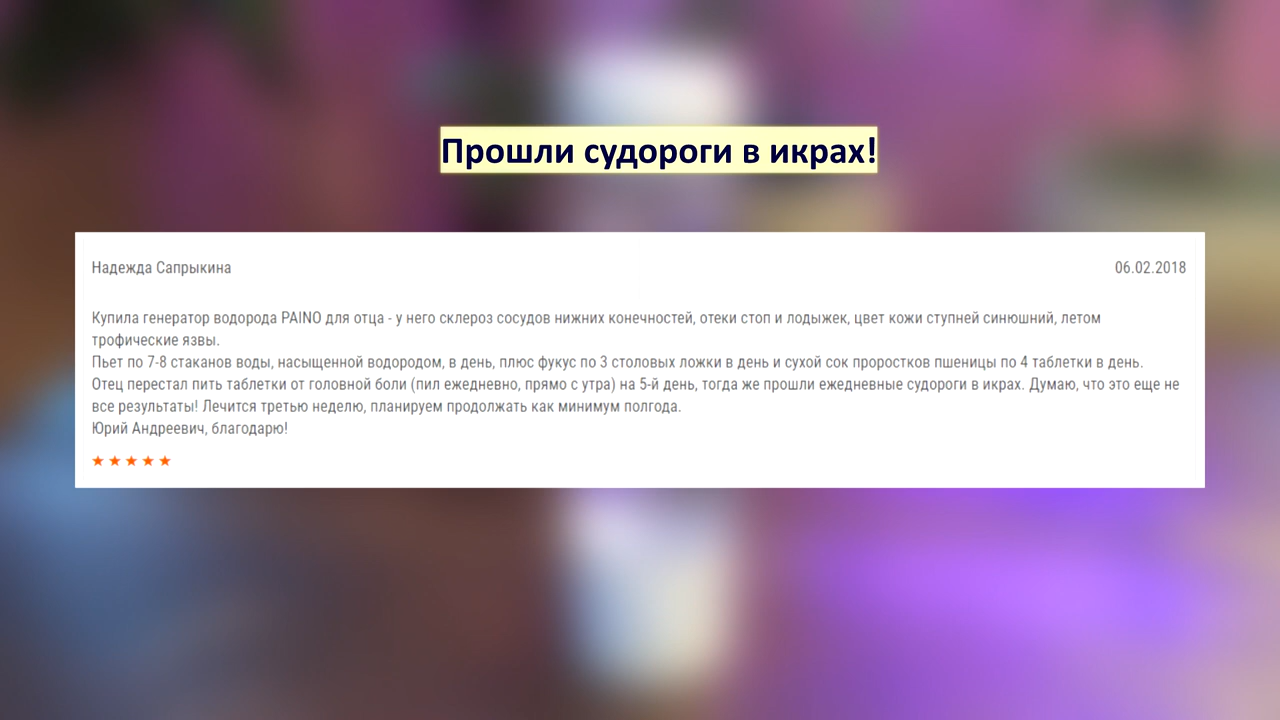 Прошли судороги в икрах!
Надежда Сапрыкина 06.02.2018
Купила генератор водорода PAINO для отца - у него склероз сосудов нижних конечностей, отеки стоп и лодыжек, цвет кожи ступней синюшний, летом
трофические язвы.
Пьет по 7-8 стаканов воды, насыщенной водородом, в день, плюс фукус по 3 столовых ложки в день и сухой сок проростков пшеницы по 4 таблетки в день.
Отец перестал пить таблетки от головной боли (пил ежедневно, прямо с утра) на 5-й день, тогда же прошли ежедневные судороги в икрах. Думаю, что это еще не
все результаты! Лечится третью неделю, планируем продолжать как минимум полгода.
Юрий Андреевич, благодарю!